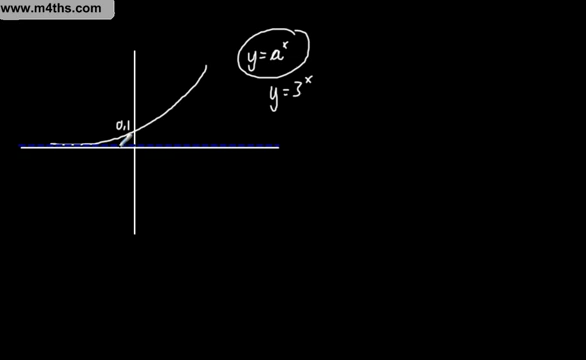 www.m4ths.com
y = a^x
y = 3^x
0,1